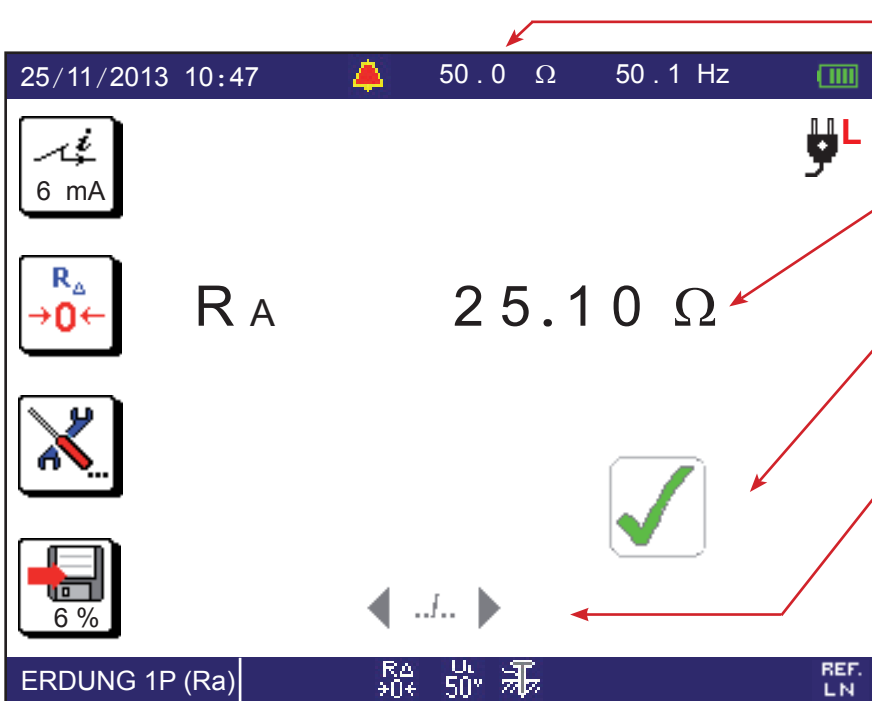 25/11/2013 10:47 50.0 Ω 50.1 Hz
i
6 mA
L
RΔ
→0←
RA 25.10 Ω
...
6 %
../..
ERDUNG 1P (Ra) RΔ →0← UL 50V REF. LN